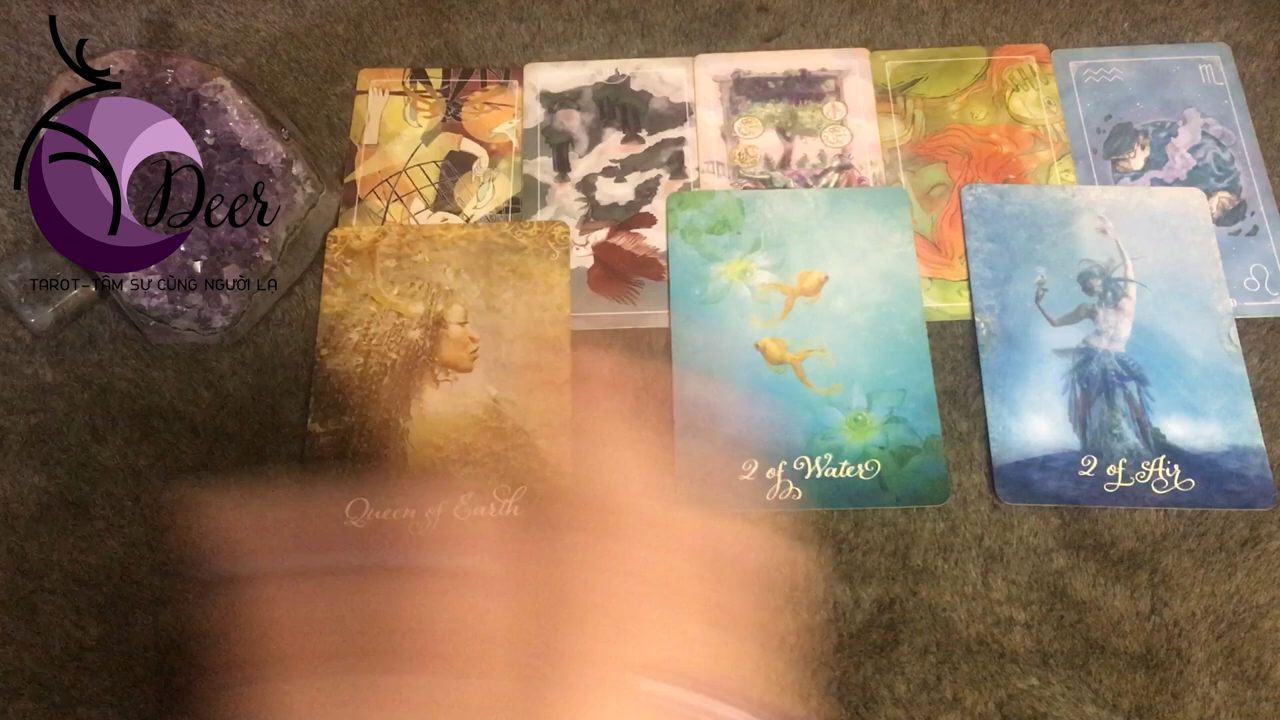 Deer
TAROT-TÂM SỰ CÙNG NGƯỜI LẠ
Queen of Earth
2 of Water
2 of Air